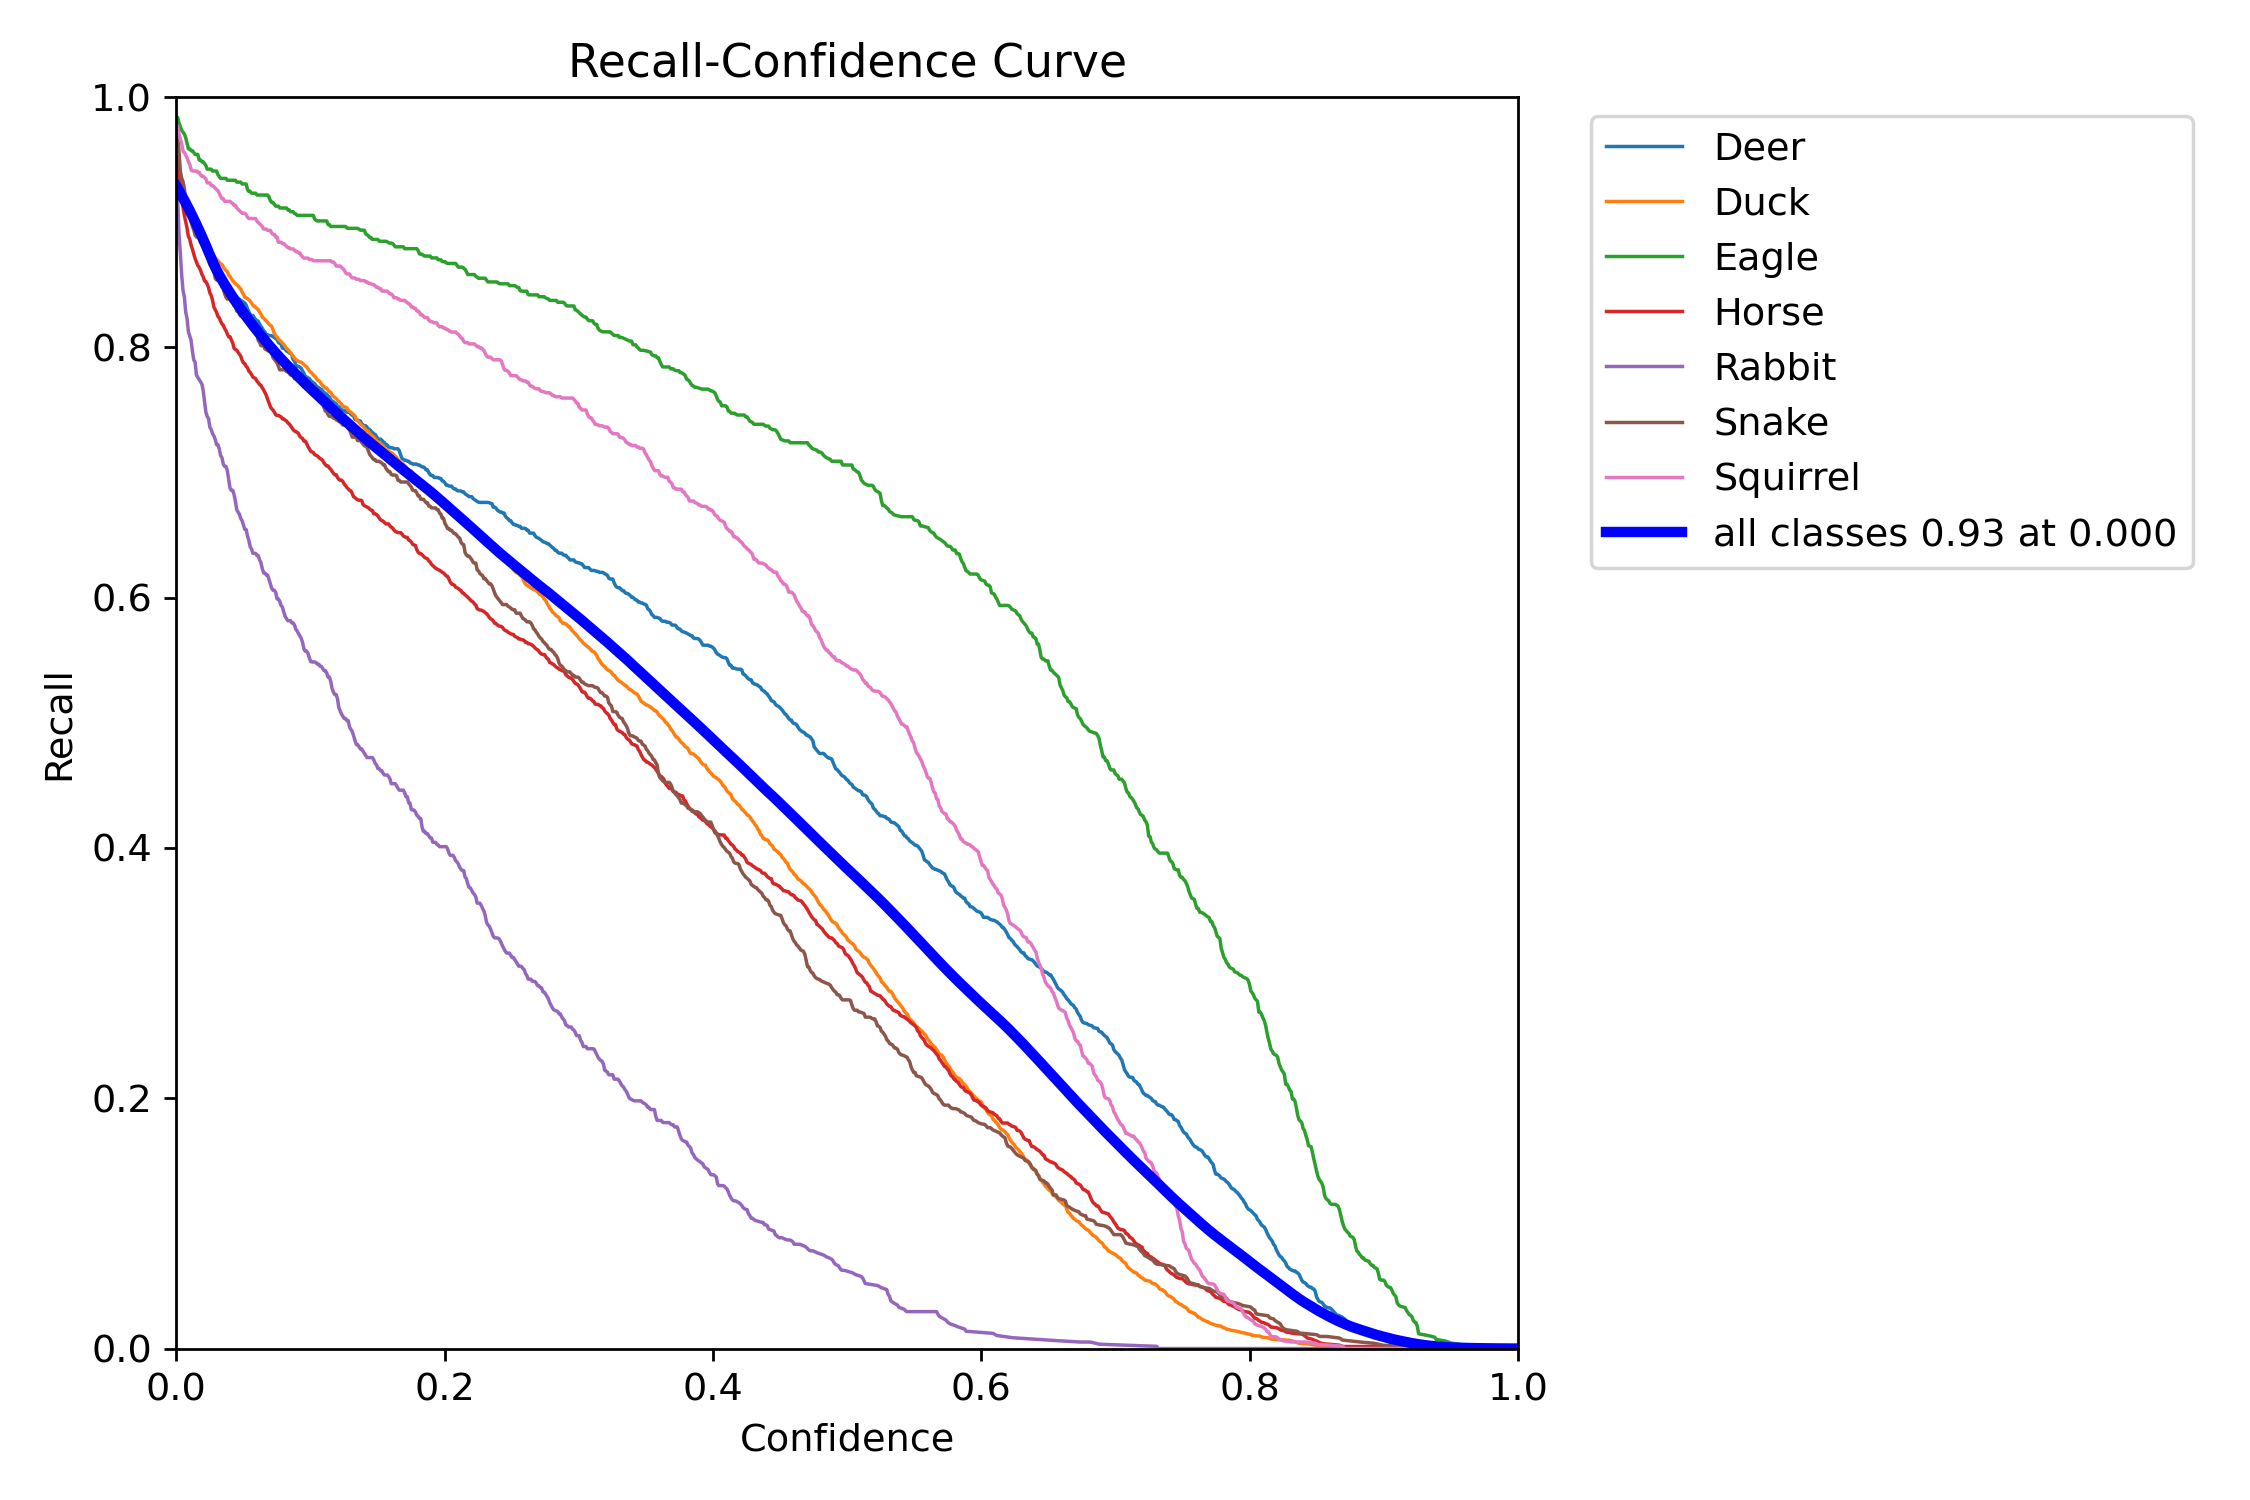 Recall-Confidence Curve
1.0
0.8
0.6
0.4
0.2
0.0
Recall
0.0 0.2 0.4 0.6 0.8 1.0
Confidence
Deer
Duck
Eagle
Horse
Rabbit
Snake
Squirrel
all classes 0.93 at 0.000